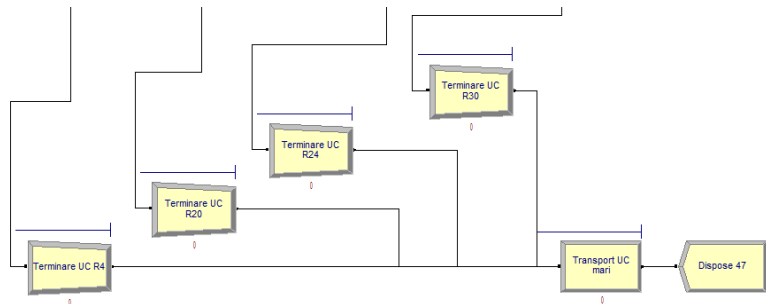 Terminare UC
R30
0
Terminare UC
R24
0
Terminare UC
R20
0
Terminare UC R4
0
Transport UC
mari
0
Dispose 47